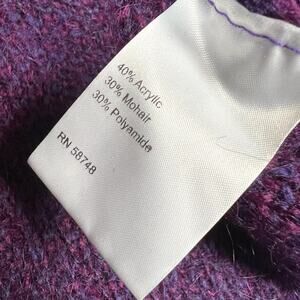 40% Acrylic
30% Mohair
30% Polyamide
RN 58748